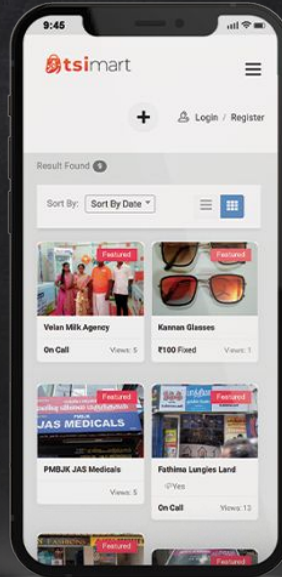 9:45
tsimart
Login / Register
Result Found 9
Sort By: Sort By Date
Featured
Featured
Velan Milk Agency
Kannan Glasses
On Call Views: 5
₹100 Fixed Views: 1
Featured
Featured
JAS MEDICALS
PMBJK JAS Medicals
Fathima Lungies Land
Yes
Views: 5
On Call Views: 13
Featured
Featured
FASHIONS